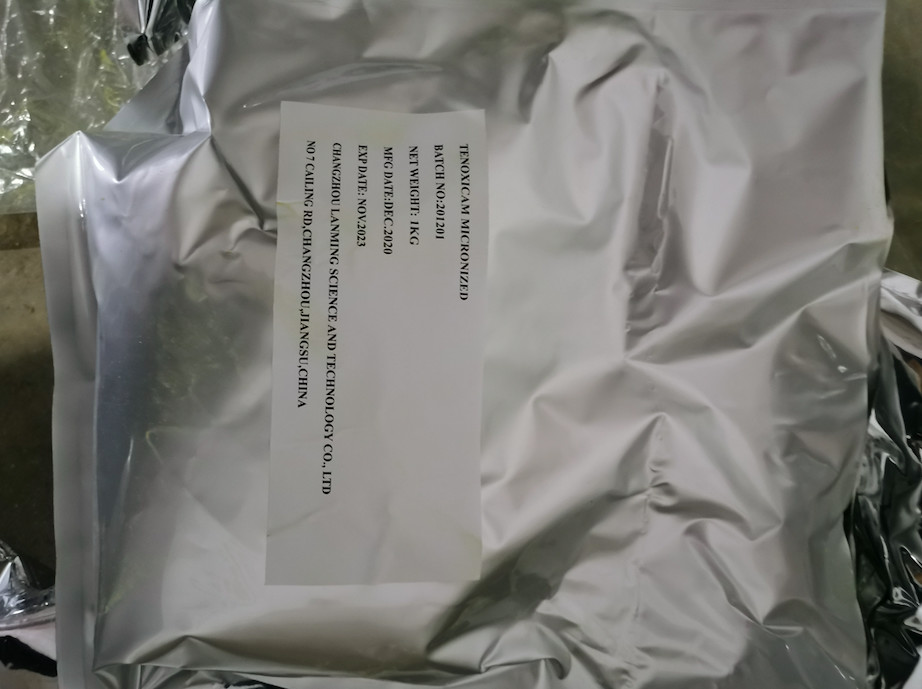 TENOXICAM MICRONIZED
BATCH NO:201201
NET WEIGHT: 1KG
MFG DATE:DEC.2020
EXP DATE: NOV.2023
CHANGZHOU LANMING SCIENCE AND TECHNOLOGY CO., LTD
NO 7 CAILING RD,CHANGZHOU,JIANGSU,CHINA